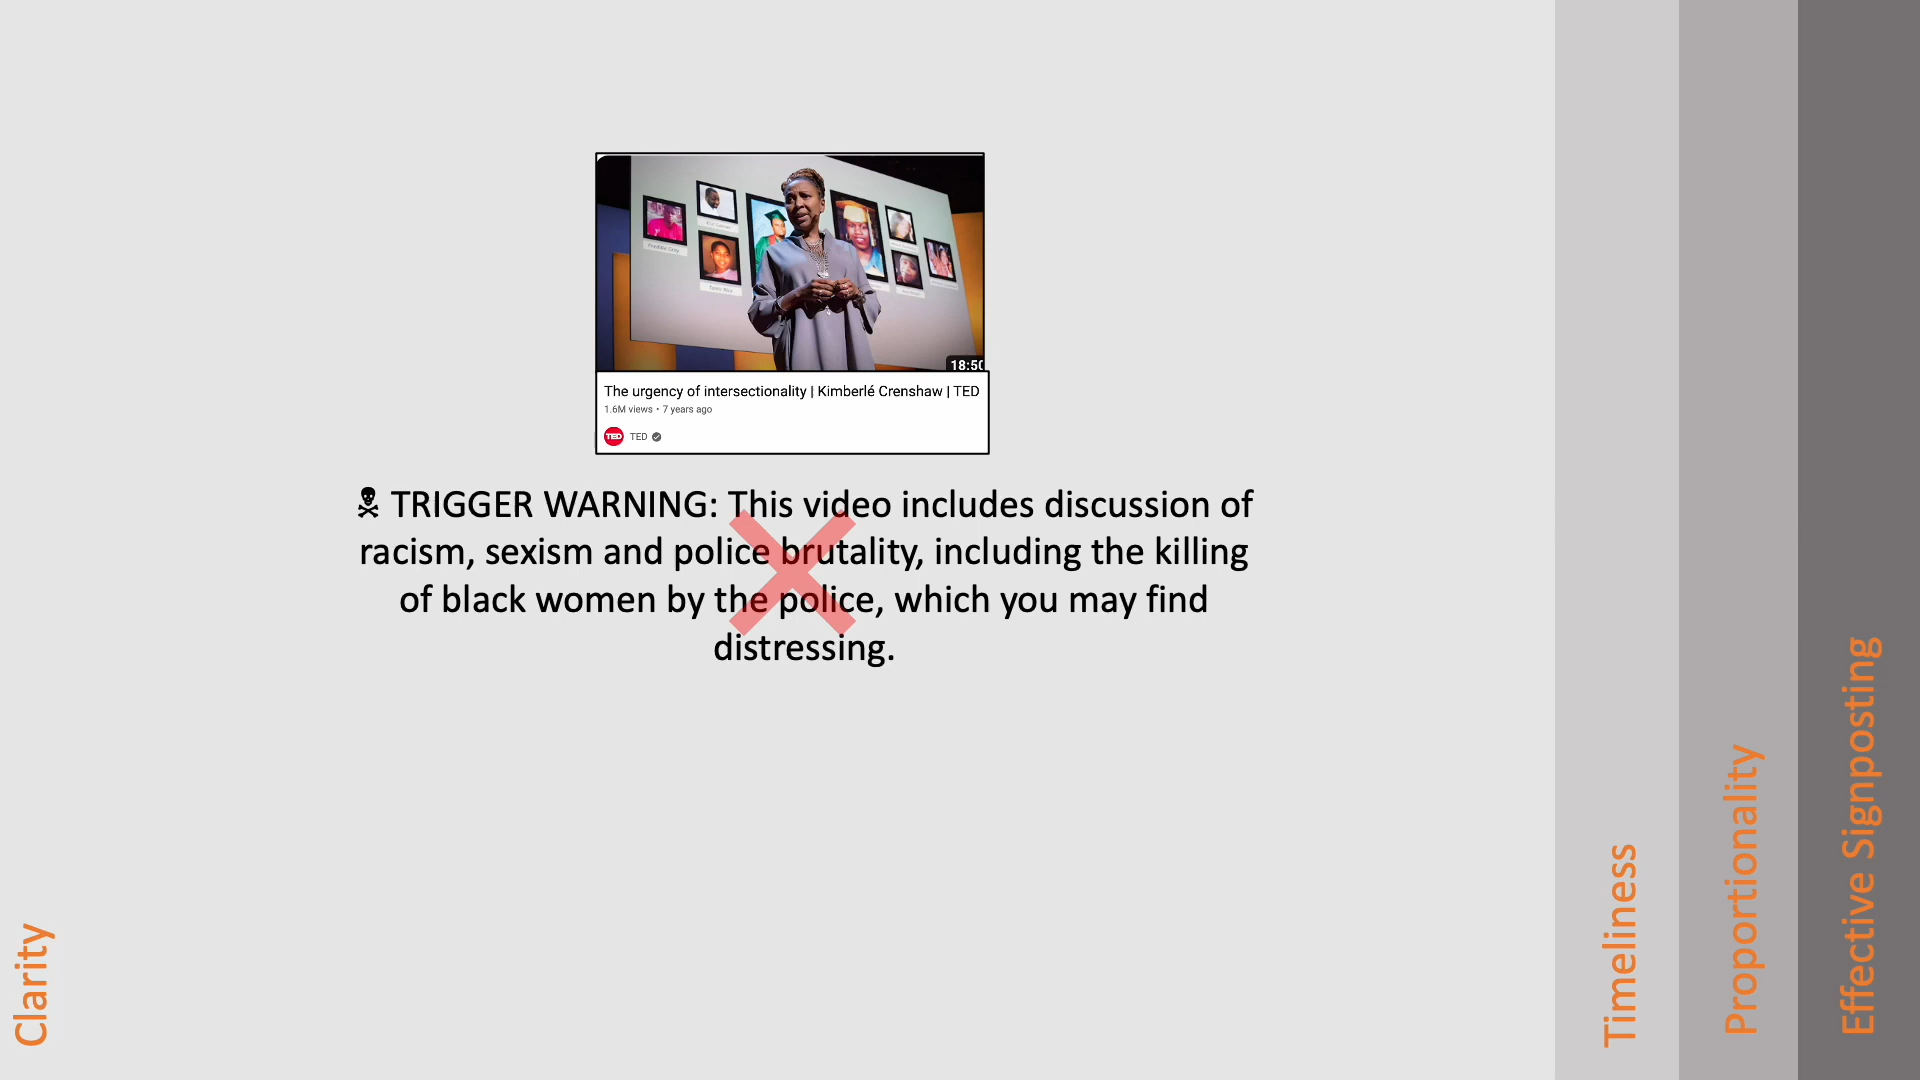 18:50
The urgency of intersectionality | Kimberlé Crenshaw | TED
1.6M views • 7 years ago
TED
TED
TRIGGER WARNING: This video includes discussion of
racism, sexism and police brutality, including the killing
of black women by the police, which you may find
distressing.
Clarity
Timeliness
Proportionality
Effective Signposting